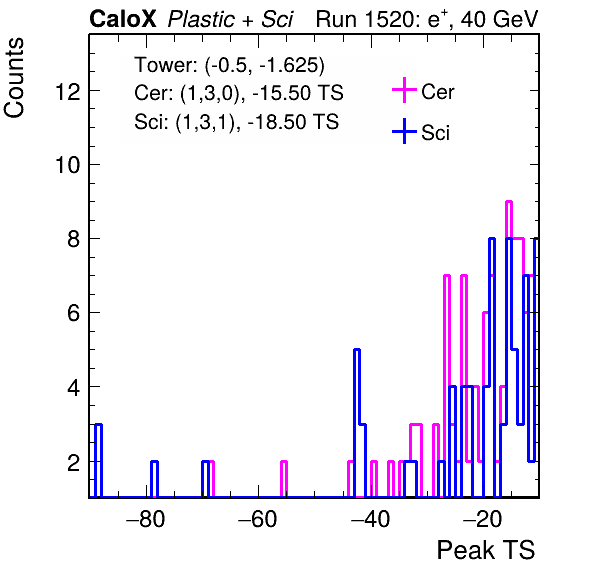 CaloX Plastic + Sci Run 1520: e+, 40 GeV
Tower: (-0.5, -1.625)
Cer: (1,3,0), -15.50 TS
Sci: (1,3,1), -18.50 TS
Cer
Sci
Counts
12
10
8
6
4
2
−80 −60 −40 −20
Peak TS